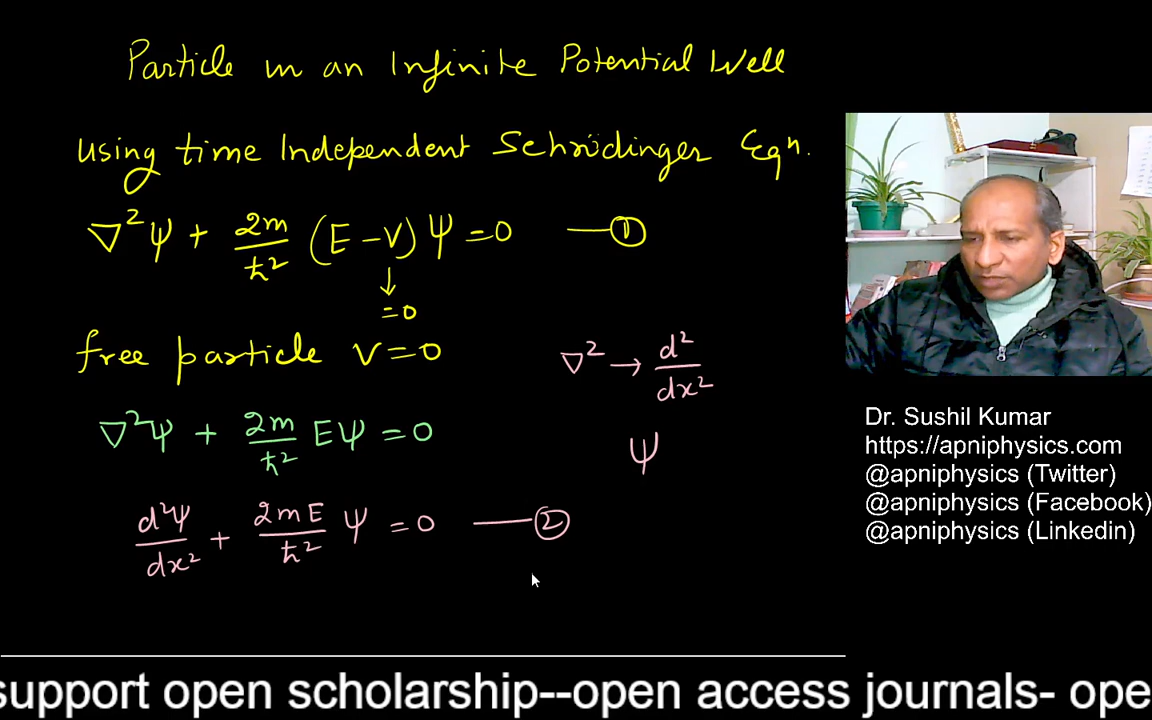 Particle in an Infinite Potential Well
using time Independent Schrödinger Eqn.
∇²Ψ + 2m/ħ² (E – V) Ψ = 0 —①
↓
= 0
free particle V = 0
∇² → d²/dx²
∇²Ψ + 2m/ħ² EΨ = 0
Ψ
d²Ψ/dx² + 2mE/ħ² Ψ = 0 —②
Dr. Sushil Kumar
https://apniphysics.com
@apniphysics (Twitter)
@apniphysics (Facebook)
@apniphysics (Linkedin)
support open scholarship--open access journals- ope